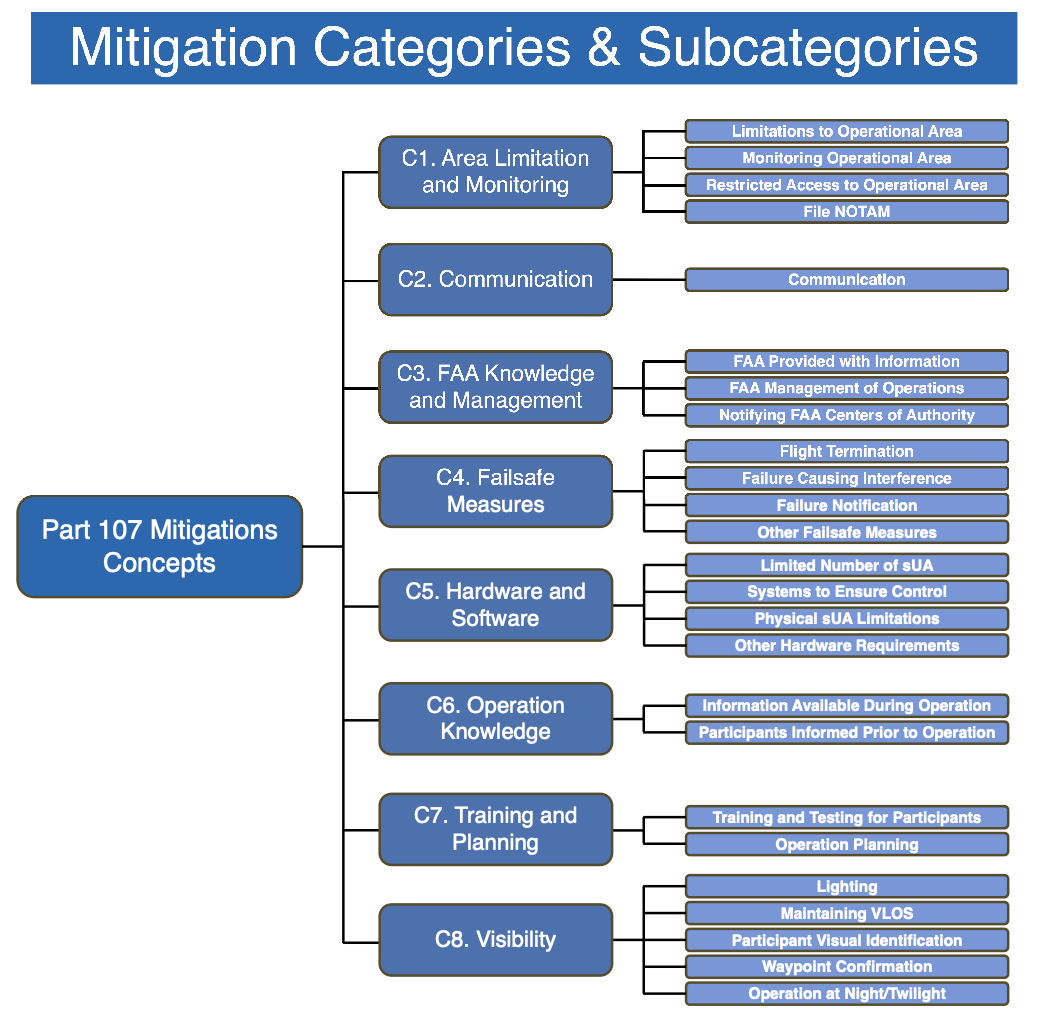 Mitigation Categories & Subcategories
Part 107 Mitigations
Concepts
C1. Area Limitation
and Monitoring
Limitations to Operational Area
Monitoring Operational Area
Restricted Access to Operational Area
File NOTAM
C2. Communication
Communication
C3. FAA Knowledge
and Management
FAA Provided with Information
FAA Management of Operations
Notifying FAA Centers of Authority
C4. Failsafe
Measures
Flight Termination
Failure Causing Interference
Failure Notification
Other Failsafe Measures
C5. Hardware and
Software
Limited Number of sUA
Systems to Ensure Control
Physical sUA Limitations
Other Hardware Requirements
C6. Operation
Knowledge
Information Available During Operation
Participants Informed Prior to Operation
C7. Training and
Planning
Training and Testing for Participants
Operation Planning
C8. Visibility
Lighting
Maintaining VLOS
Participant Visual Identification
Waypoint Confirmation
Operation at Night/Twilight